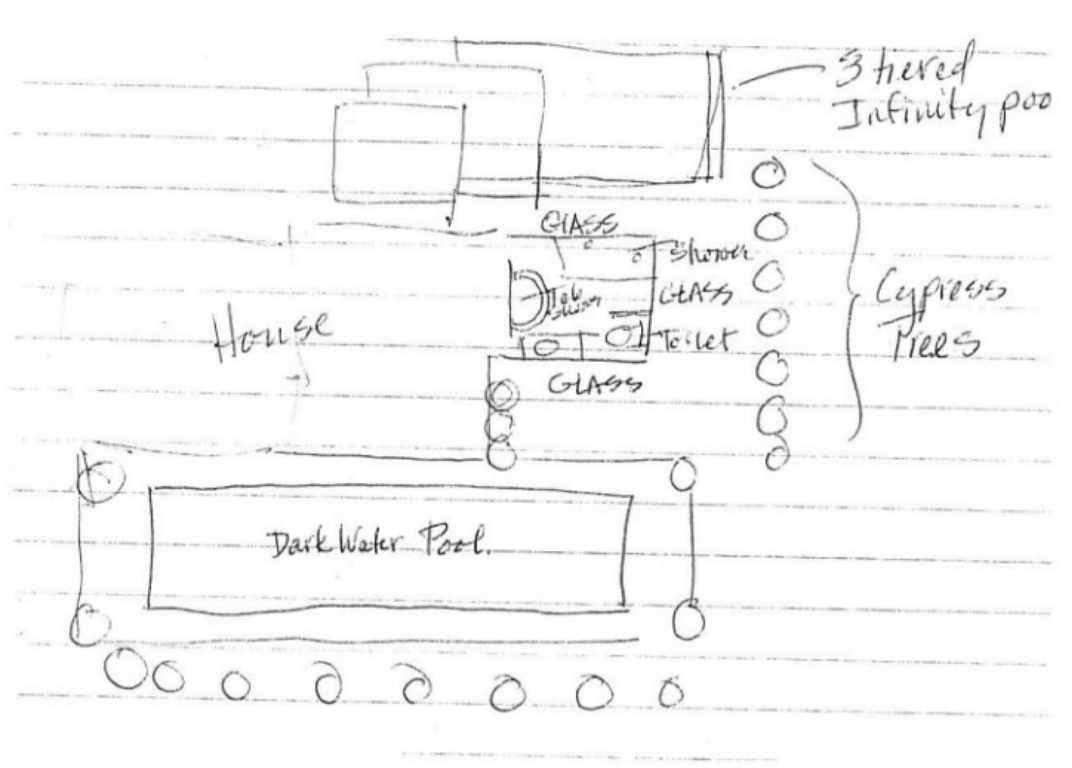 3 tiered
Infinity poo
GLASS
Shower
GLASS
Tub
Toilet
House
GLASS
Cypress
Trees
Dark Water Pool.